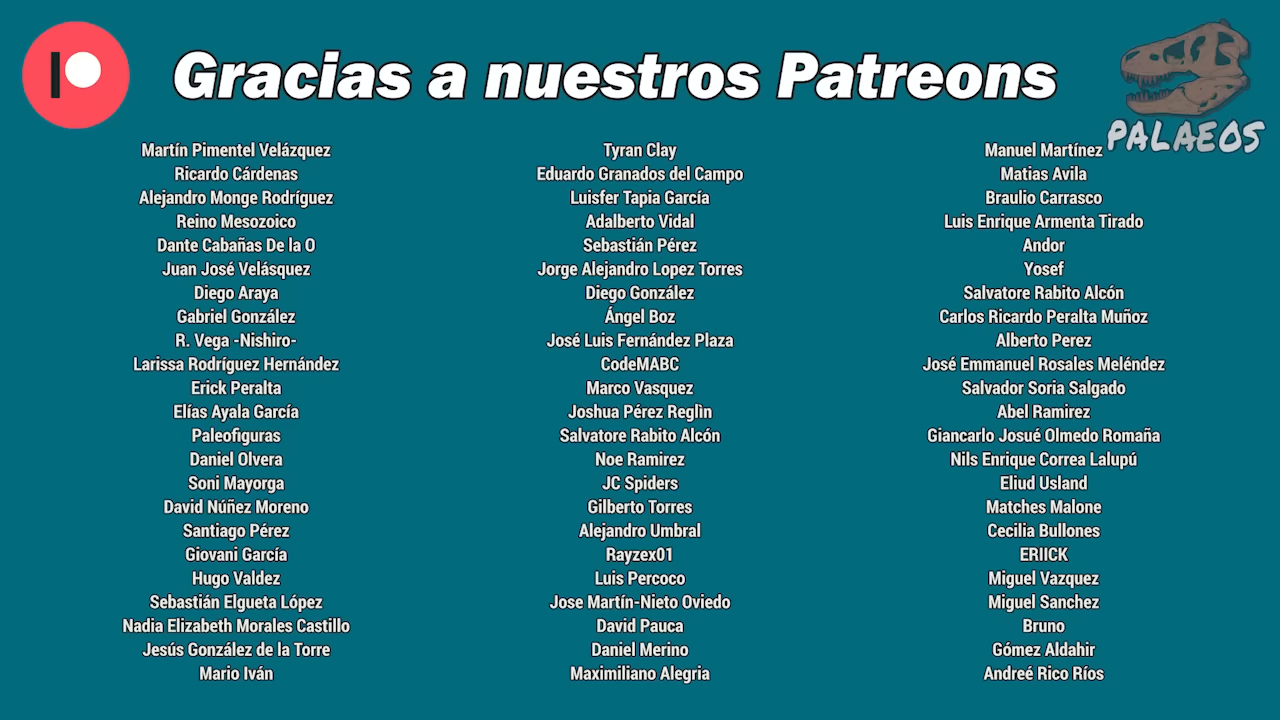 Gracias a nuestros Patreons
PALAEOS
Martín Pimentel Velázquez
Ricardo Cárdenas
Alejandro Monge Rodríguez
Reino Mesozoico
Dante Cabañas De la O
Juan José Velásquez
Diego Araya
Gabriel González
R. Vega -Nishiro-
Larissa Rodríguez Hernández
Erick Peralta
Elías Ayala García
Paleofiguras
Daniel Olvera
Soni Mayorga
David Núñez Moreno
Santiago Pérez
Giovani García
Hugo Valdez
Sebastián Elgueta López
Nadia Elizabeth Morales Castillo
Jesús González de la Torre
Mario Iván
Tyran Clay
Eduardo Granados del Campo
Luisfer Tapia García
Adalberto Vidal
Sebastián Pérez
Jorge Alejandro Lopez Torres
Diego González
Ángel Boz
José Luis Fernández Plaza
CodeMABC
Marco Vasquez
Joshua Pérez Reglìn
Salvatore Rabito Alcón
Noe Ramirez
JC Spiders
Gilberto Torres
Alejandro Umbral
Rayzex01
Luis Percoco
Jose Martín-Nieto Oviedo
David Pauca
Daniel Merino
Maximiliano Alegria
Manuel Martínez
Matias Avila
Braulio Carrasco
Luis Enrique Armenta Tirado
Andor
Yosef
Salvatore Rabito Alcón
Carlos Ricardo Peralta Muñoz
Alberto Perez
José Emmanuel Rosales Meléndez
Salvador Soria Salgado
Abel Ramirez
Giancarlo Josué Olmedo Romaña
Nils Enrique Correa Lalupú
Eliud Usland
Matches Malone
Cecilia Bullones
ERIICK
Miguel Vazquez
Miguel Sanchez
Bruno
Gómez Aldahir
Andreé Rico Ríos